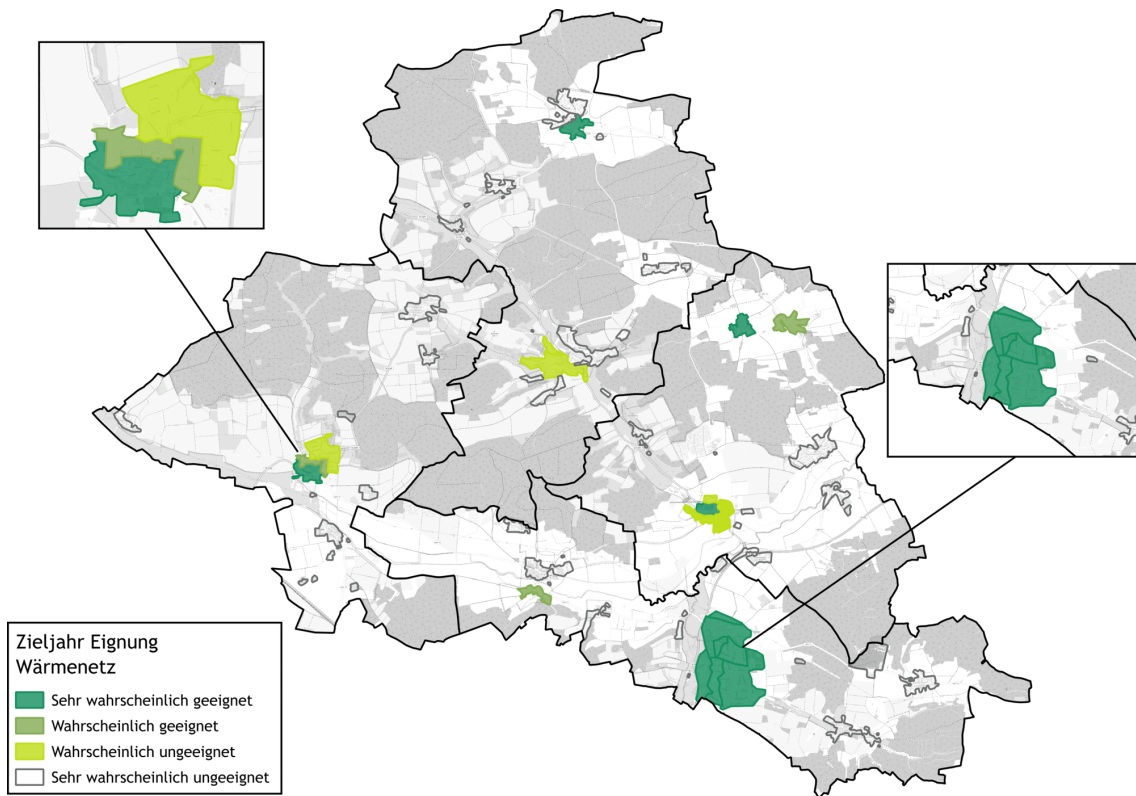 Zieljahr Eignung
Wärmenetz
Sehr wahrscheinlich geeignet
Wahrscheinlich geeignet
Wahrscheinlich ungeeignet
Sehr wahrscheinlich ungeeignet